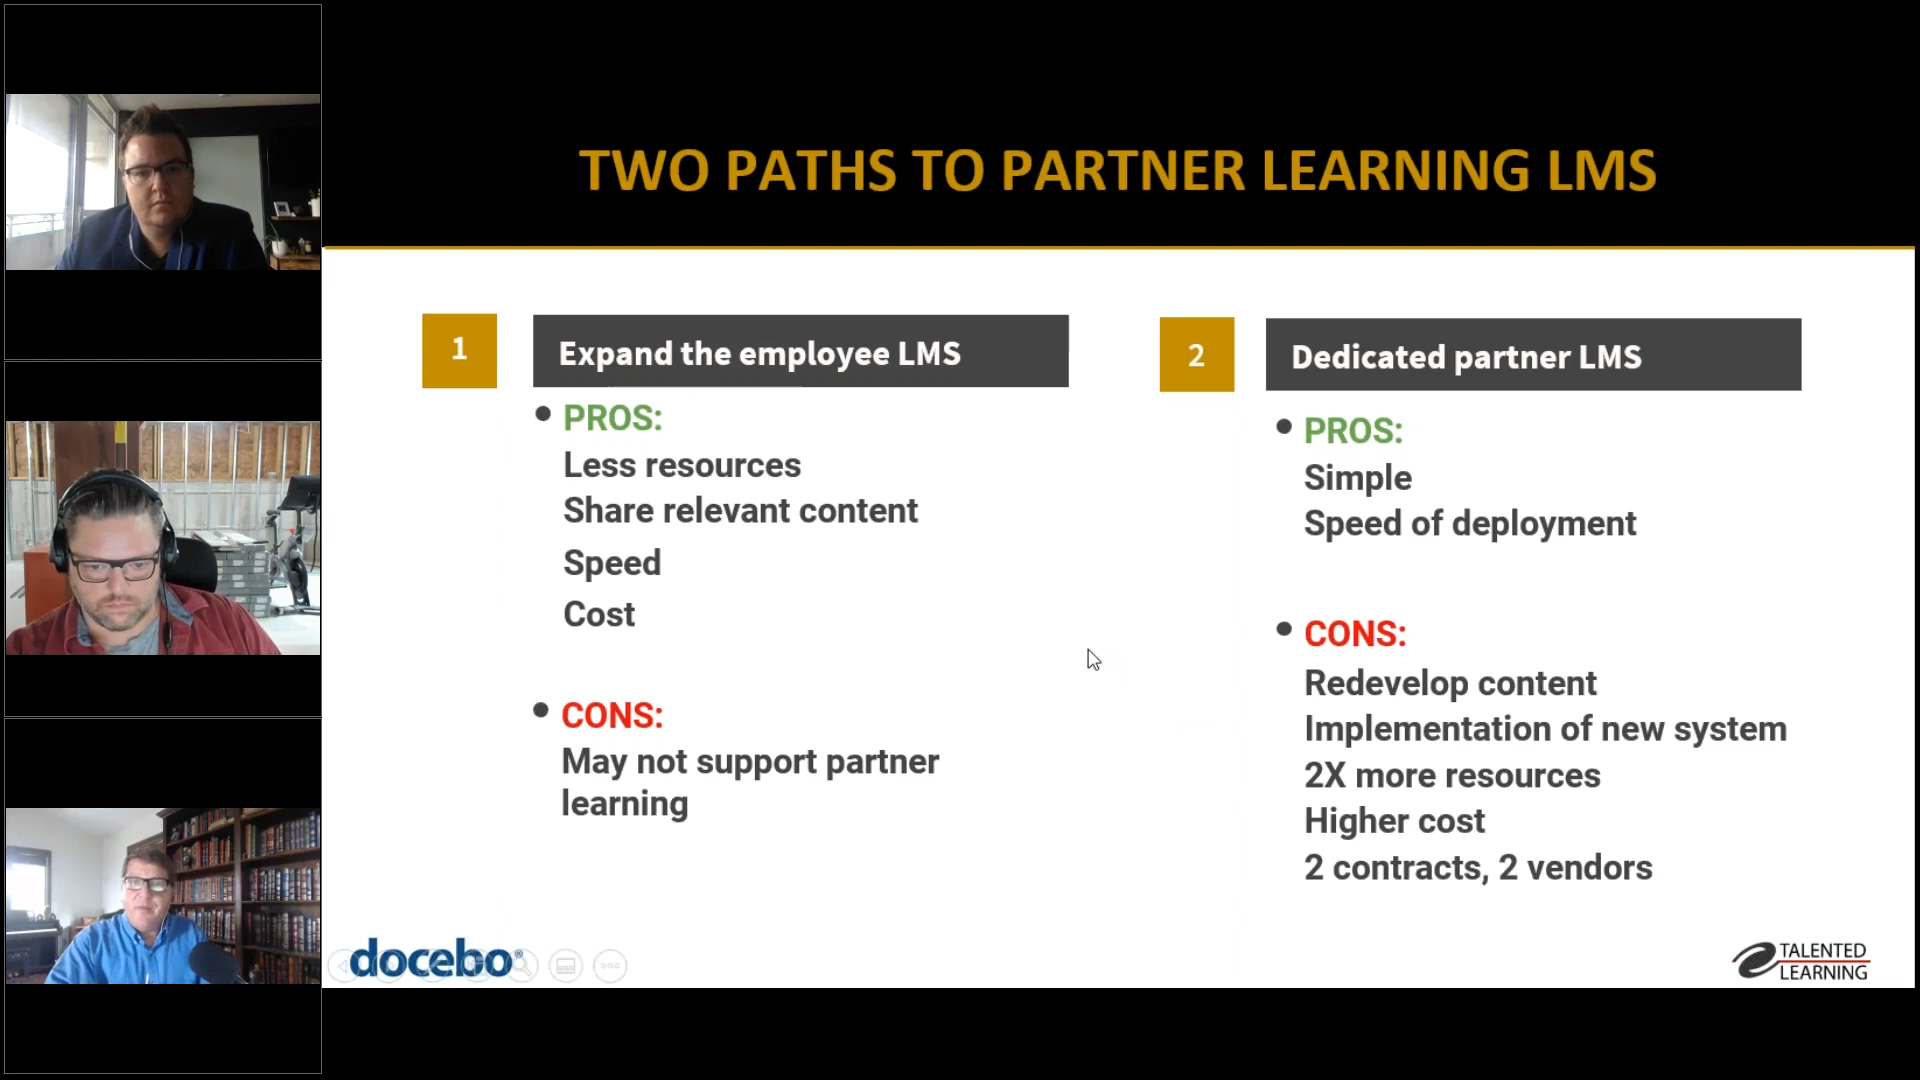 TWO PATHS TO PARTNER LEARNING LMS
1
Expand the employee LMS
PROS:
Less resources
Share relevant content
Speed
Cost
CONS:
May not support partner
learning
2
Dedicated partner LMS
PROS:
Simple
Speed of deployment
CONS:
Redevelop content
Implementation of new system
2X more resources
Higher cost
2 contracts, 2 vendors
docebo®
TALENTED
LEARNING